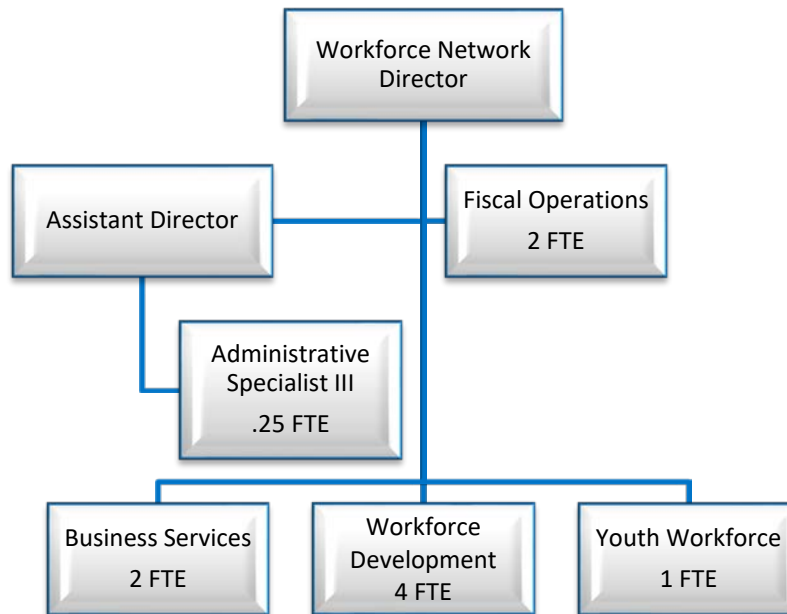 Workforce Network
Director
Assistant Director
Fiscal Operations
2 FTE
Administrative
Specialist III
.25 FTE
Business Services
2 FTE
Workforce
Development
4 FTE
Youth Workforce
1 FTE